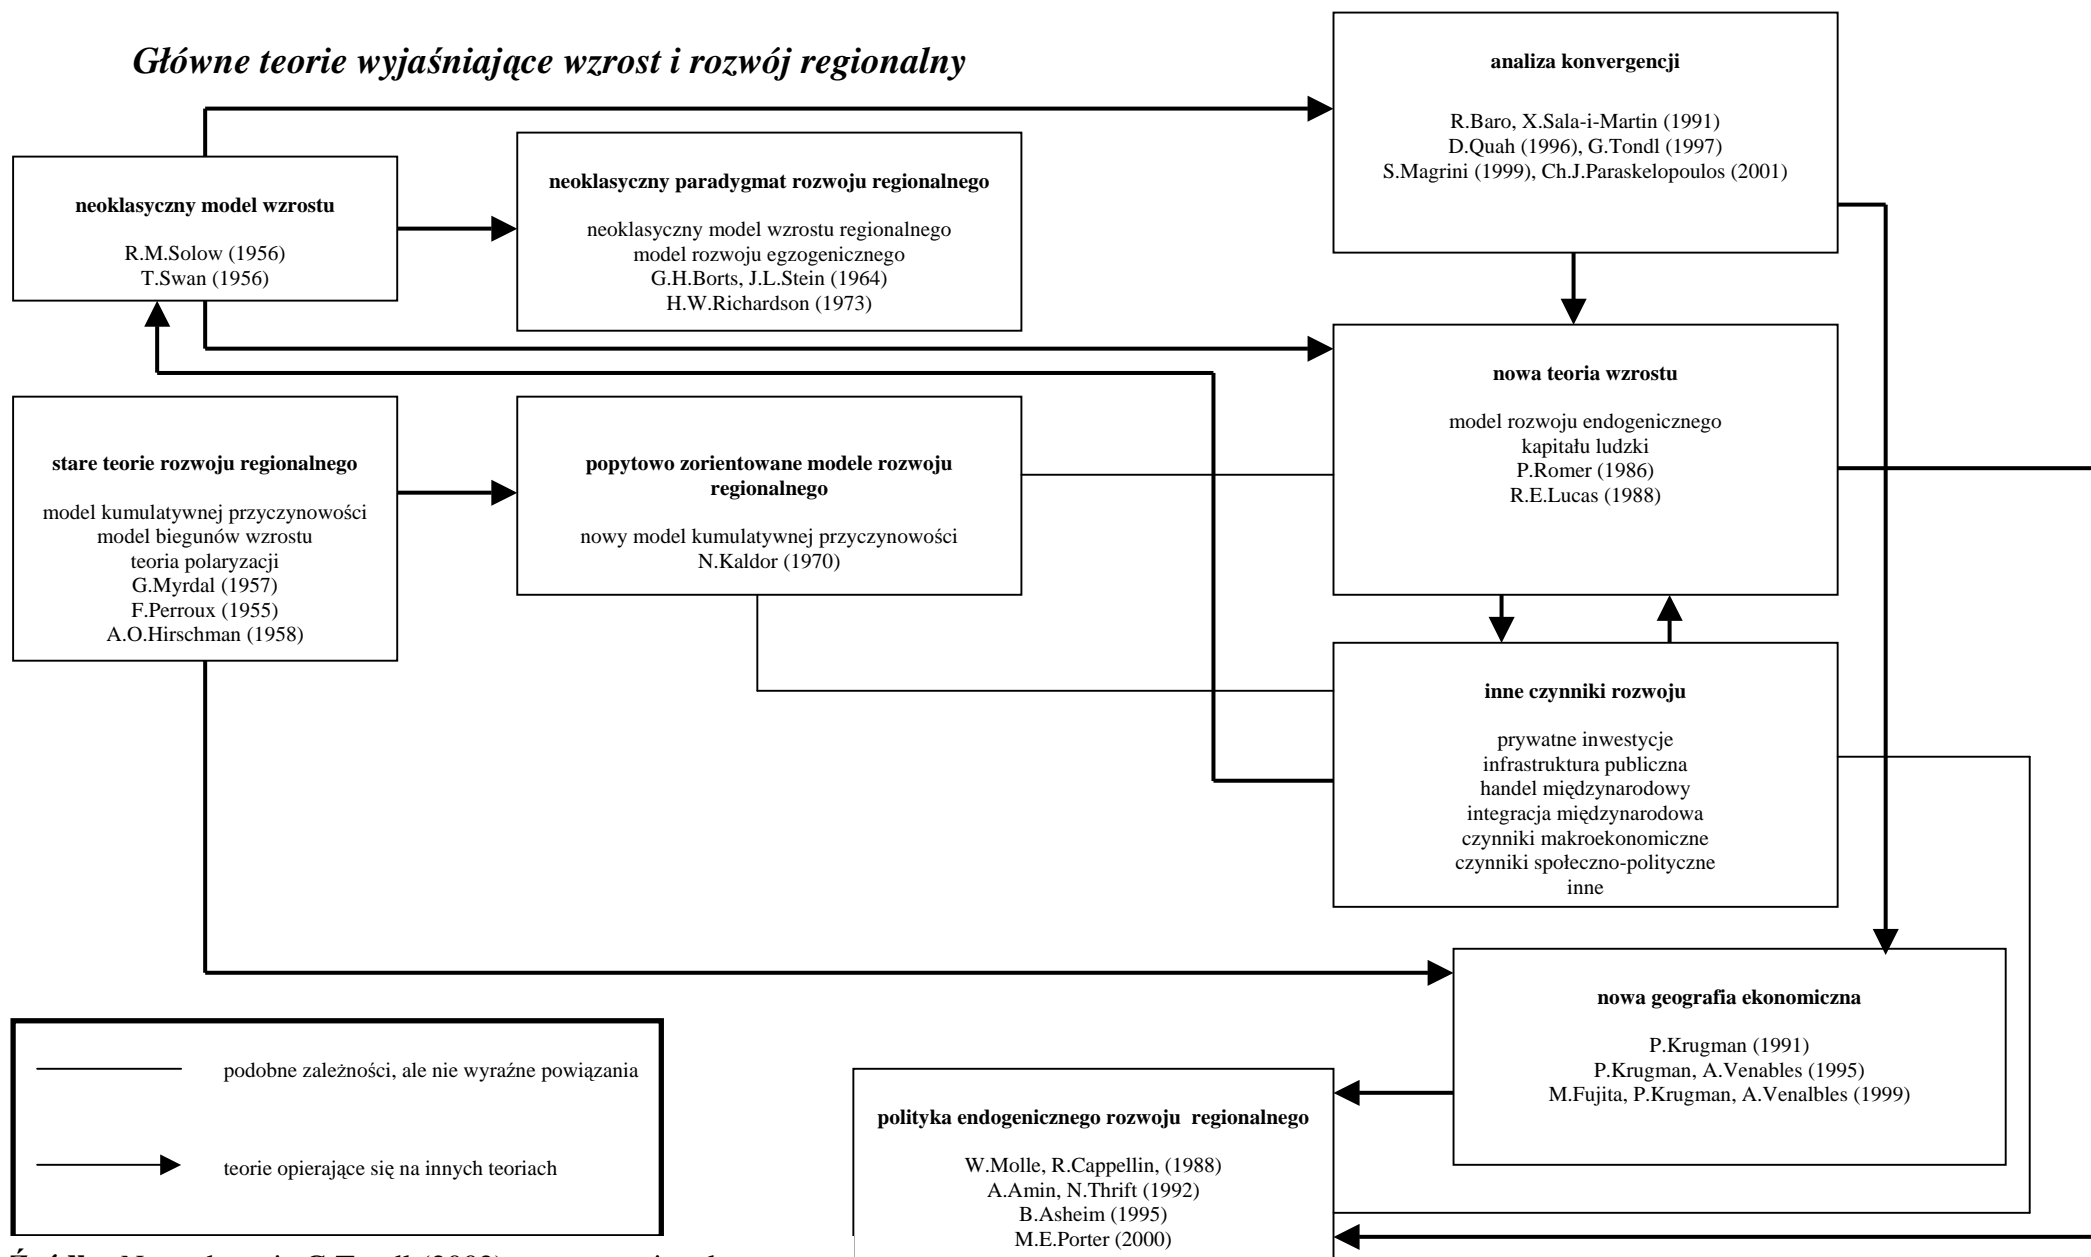 Główne teorie wyjaśniające wzrost i rozwój regionalny
analiza konvergencji
R.Baro, X.Sala-i-Martin (1991)
D.Quah (1996), G.Tondl (1997)
S.Magrini (1999), Ch.J.Paraskelopoulos (2001)
neoklasyczny model wzrostu
R.M.Solow (1956)
T.Swan (1956)
neoklasyczny paradygmat rozwoju regionalnego
neoklasyczny model wzrostu regionalnego
model rozwoju egzogenicznego
G.H.Borts, J.L.Stein (1964)
H.W.Richardson (1973)
nowa teoria wzrostu
model rozwoju endogenicznego
kapitału ludzki
P.Romer (1986)
R.E.Lucas (1988)
stare teorie rozwoju regionalnego
model kumulatywnej przyczynowości
model biegunów wzrostu
teoria polaryzacji
G.Myrdal (1957)
F.Perroux (1955)
A.O.Hirschman (1958)
popytowo zorientowane modele rozwoju
regionalnego
nowy model kumulatywnej przyczynowości
N.Kaldor (1970)
inne czynniki rozwoju
prywatne inwestycje
infrastruktura publiczna
handel międzynarodowy
integracja międzynarodowa
czynniki makroekonomiczne
czynniki społeczno-polityczne
inne
nowa geografia ekonomiczna
P.Krugman (1991)
P.Krugman, A.Venables (1995)
M.Fujita, P.Krugman, A.Venalbles (1999)
podobne zależności, ale nie wyraźne powiązania
teorie opierające się na innych teoriach
polityka endogenicznego rozwoju regionalnego
W.Molle, R.Cappellin, (1988)
A.Amin, N.Thrift (1992)
B.Asheim (1995)
M.E.Porter (2000)